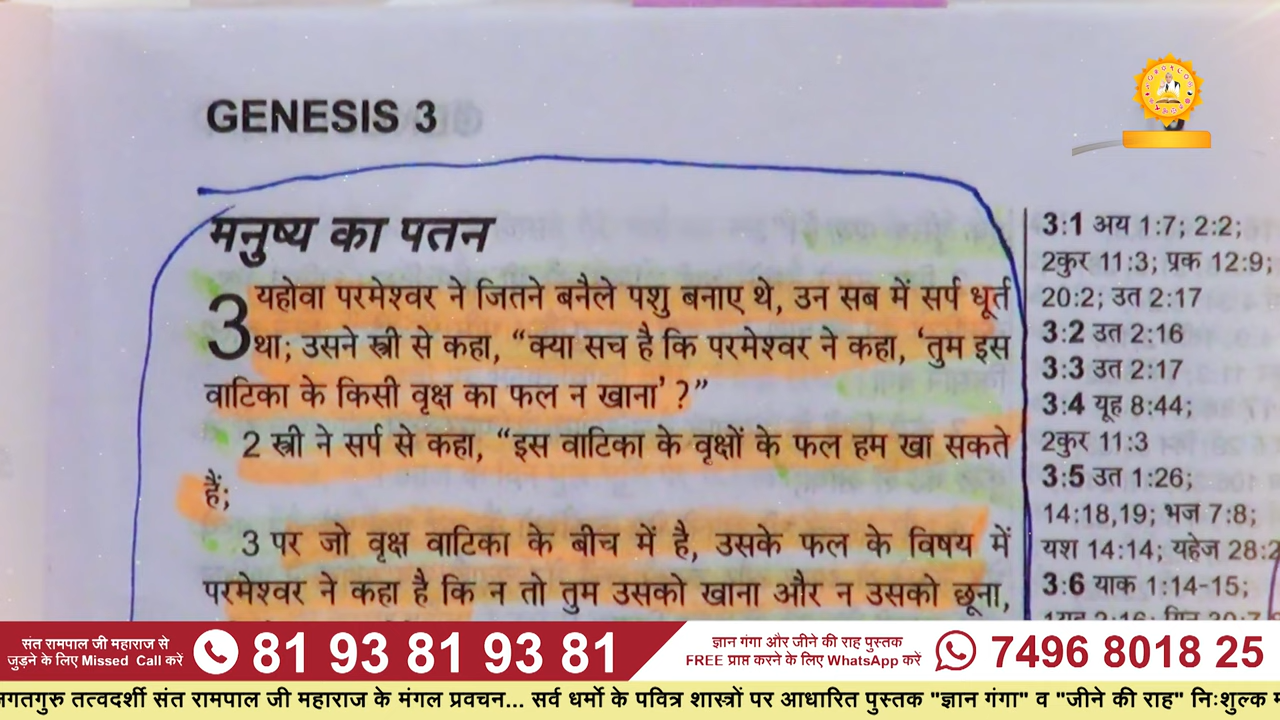 GENESIS 3
मनुष्य का पतन
3 यहोवा परमेश्वर ने जितने बनैले पशु बनाए थे, उन सब में सर्प धूर्त
था; उसने स्त्री से कहा, “क्या सच है कि परमेश्वर ने कहा, ‘तुम इस
वाटिका के किसी वृक्ष का फल न खाना’ ?”
2 स्त्री ने सर्प से कहा, “इस वाटिका के वृक्षों के फल हम खा सकते
हैं;
3 पर जो वृक्ष वाटिका के बीच में है, उसके फल के विषय में
परमेश्वर ने कहा है कि न तो तुम उसको खाना और न उसको छूना,
3:1 अय 1:7; 2:2;
2कुर 11:3; प्रक 12:9;
20:2; उत 2:17
3:2 उत 2:16
3:3 उत 2:17
3:4 यूह 8:44;
2कुर 11:3
3:5 उत 1:26;
14:18,19; भज 7:8;
यश 14:14; यहेज 28:2
3:6 याक 1:14-15;
संत रामपाल जी महाराज से
जुड़ने के लिए Missed Call करें
81 93 81 93 81
ज्ञान गंगा और जीने की राह पुस्तक
FREE प्राप्त करने के लिए WhatsApp करें
7496 8018 25
जगतगुरु तत्वदर्शी संत रामपाल जी महाराज के मंगल प्रवचन... सर्व धर्मो के पवित्र शास्त्रों पर आधारित पुस्तक "ज्ञान गंगा" व "जीने की राह" निःशुल्क